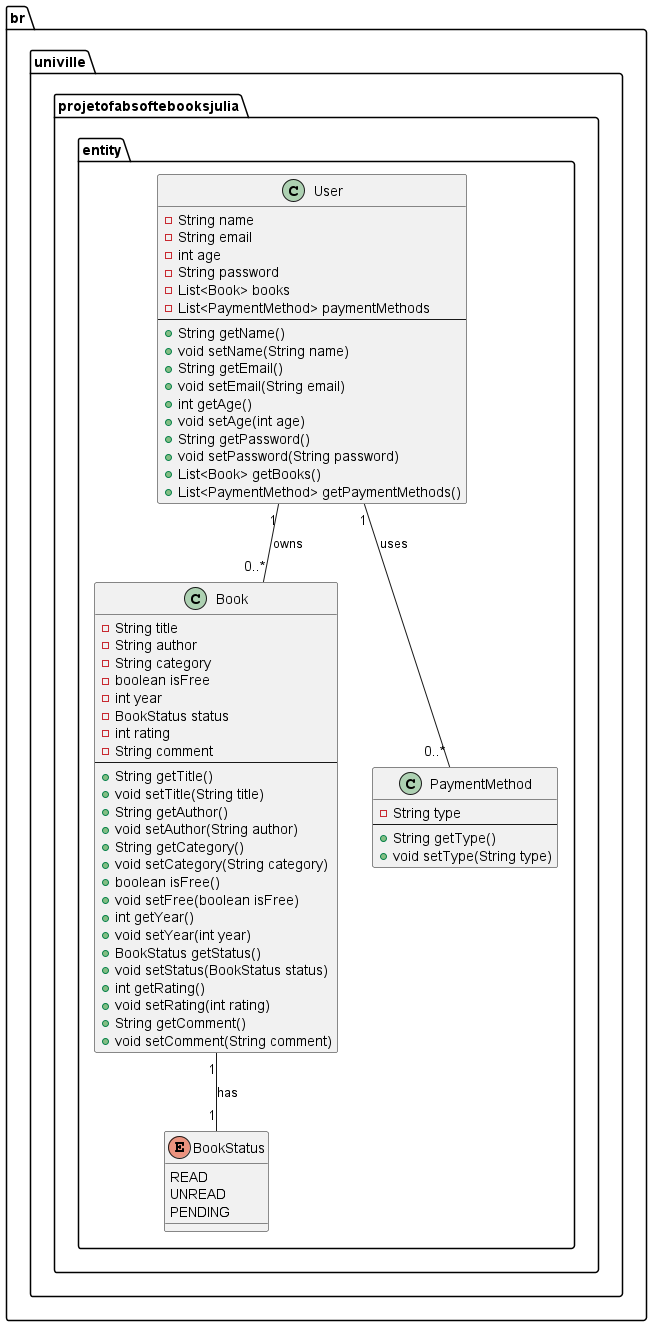 br
univille
projetofabsoftebooksjulia
entity
C User
String name
String email
int age
String password
List<Book> books
List<PaymentMethod> paymentMethods
String getName()
void setName(String name)
String getEmail()
void setEmail(String email)
int getAge()
void setAge(int age)
String getPassword()
void setPassword(String password)
List<Book> getBooks()
List<PaymentMethod> getPaymentMethods()
1
owns
0..*
1
uses
0..*
C Book
String title
String author
String category
boolean isFree
int year
BookStatus status
int rating
String comment
String getTitle()
void setTitle(String title)
String getAuthor()
void setAuthor(String author)
String getCategory()
void setCategory(String category)
boolean isFree()
void setFree(boolean isFree)
int getYear()
void setYear(int year)
BookStatus getStatus()
void setStatus(BookStatus status)
int getRating()
void setRating(int rating)
String getComment()
void setComment(String comment)
C PaymentMethod
String type
String getType()
void setType(String type)
1
has
1
E BookStatus
READ
UNREAD
PENDING